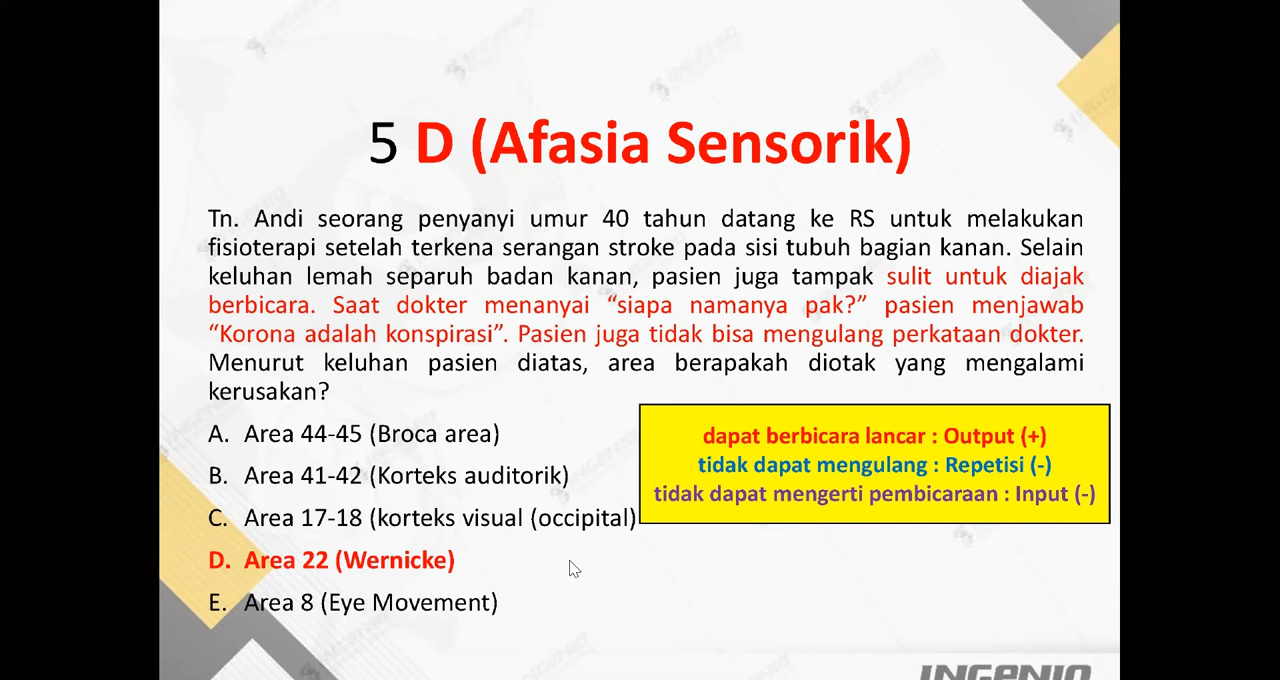 5 D (Afasia Sensorik)
Tn. Andi seorang penyanyi umur 40 tahun datang ke RS untuk melakukan
fisioterapi setelah terkena serangan stroke pada sisi tubuh bagian kanan. Selain
keluhan lemah separuh badan kanan, pasien juga tampak sulit untuk diajak
berbicara. Saat dokter menanyai “siapa namanya pak?” pasien menjawab
“Korona adalah konspirasi”. Pasien juga tidak bisa mengulang perkataan dokter.
Menurut keluhan pasien diatas, area berapakah diotak yang mengalami
kerusakan?
A. Area 44-45 (Broca area)
B. Area 41-42 (Korteks auditorik)
C. Area 17-18 (korteks visual (occipital)
D. Area 22 (Wernicke)
E. Area 8 (Eye Movement)
dapat berbicara lancar : Output (+)
tidak dapat mengulang : Repetisi (-)
tidak dapat mengerti pembicaraan : Input (-)
INGENIO